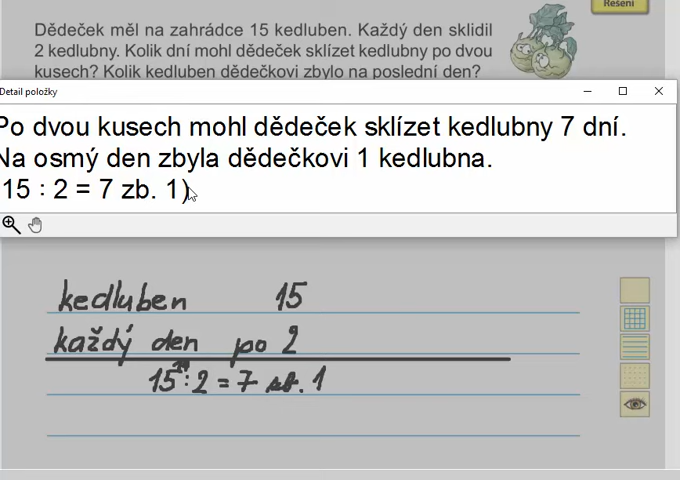 Řešení
Dědeček měl na zahrádce 15 kedluben. Každý den sklidil
2 kedlubny. Kolik dní mohl dědeček sklízet kedlubny po dvou
kusech? Kolik kedluben dědečkovi zbylo na poslední den?
Detail položky
Po dvou kusech mohl dědeček sklízet kedlubny 7 dní.
Na osmý den zbyla dědečkovi 1 kedlubna.
15 : 2 = 7 zb. 1)
kedluben 15
každý den po 2
15 : 2 = 7 zb. 1